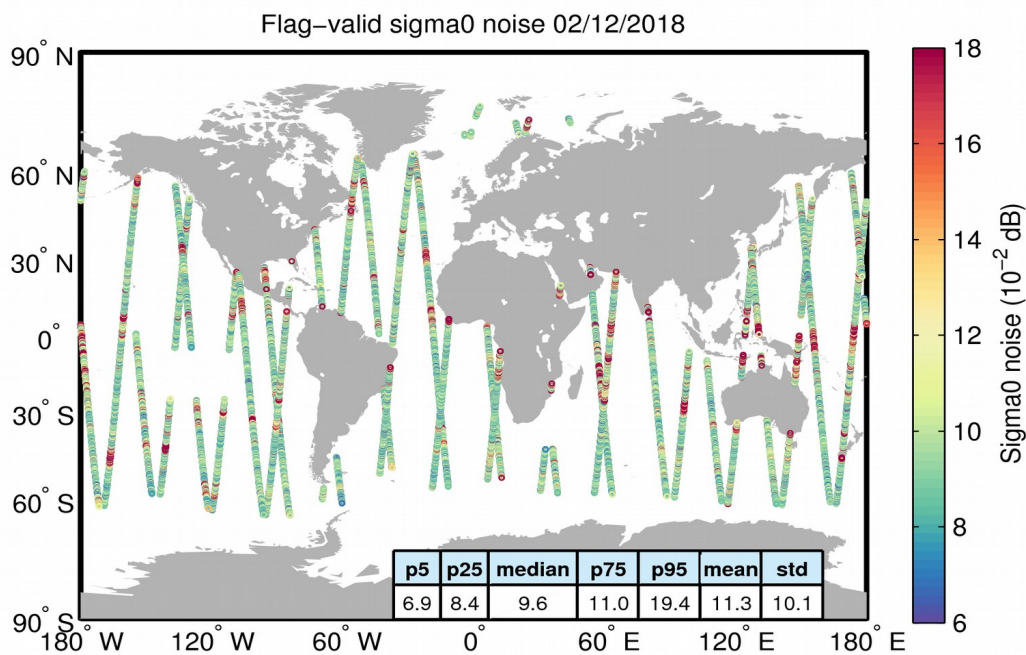 Flag−valid sigma0 noise 02/12/2018
90° N
60° N
30° N
0°
30° S
60° S
90° S
180° W
120° W
60° W
0°
60° E
120° E
180° E
p5 p25 median p75 p95 mean std
6.9 8.4 9.6 11.0 19.4 11.3 10.1
18
16
14
12
10
8
6
Sigma0 noise (10⁻² dB)